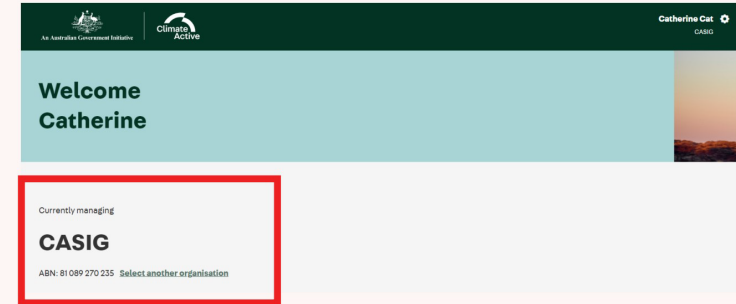 An Australian Government Initiative
Climate
Active
Catherine Cat
CASIG
Welcome
Catherine
Currently managing
CASIG
ABN: 81 089 270 235 Select another organisation